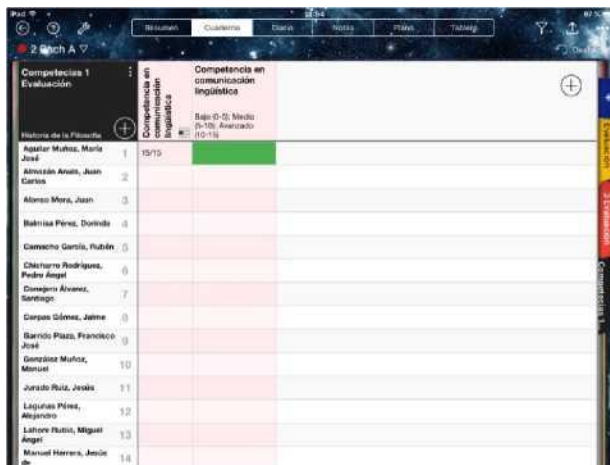 iPad
Resumen Cuaderno Diario Notas Plano
2 Bach A
Competecias 1
Evaluación
Historia de la Filosofía
Competencia en
comunicación
lingüística
Competencia en
comunicación
lingüística
Bajo (0-5); Medio
(5-10); Avanzado
(10-15)
Aguilar Muñoz, María
José
1
15/15
Almazán Anaís, Juan
Carlos
2
Alonso Mora, Juan 3
Balmisa Pérez, Dorinda 4
Camacho García, Rubén 5
Chicharro Rodríguez,
Pedro Ángel
6
Conejero Álvarez,
Santiago
7
Corpas Gómez, Jaime 8
Garrido Plaza, Francisco
José
9
González Muñoz,
Manuel
10
Jurado Ruiz, Jesús 11
Lagunas Pérez,
Alejandro
12
Lahore Rubio, Miguel
Ángel
13
Manuel Herrera, Jesús
de
14
Evaluación
2 Evaluación
Competecias 1